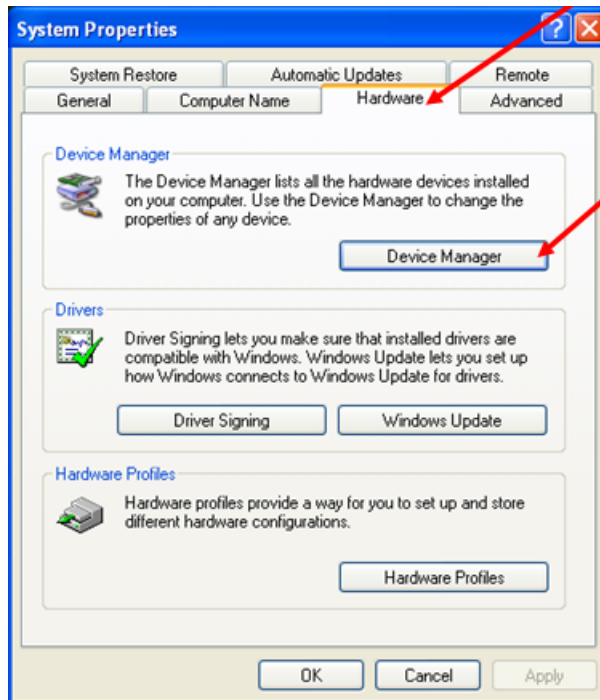 System Properties
System Restore Automatic Updates Remote
General Computer Name Hardware Advanced
Device Manager
The Device Manager lists all the hardware devices installed
on your computer. Use the Device Manager to change the
properties of any device.
Device Manager
Drivers
Driver Signing lets you make sure that installed drivers are
compatible with Windows. Windows Update lets you set up
how Windows connects to Windows Update for drivers.
Driver Signing Windows Update
Hardware Profiles
Hardware profiles provide a way for you to set up and store
different hardware configurations.
Hardware Profiles
OK Cancel Apply